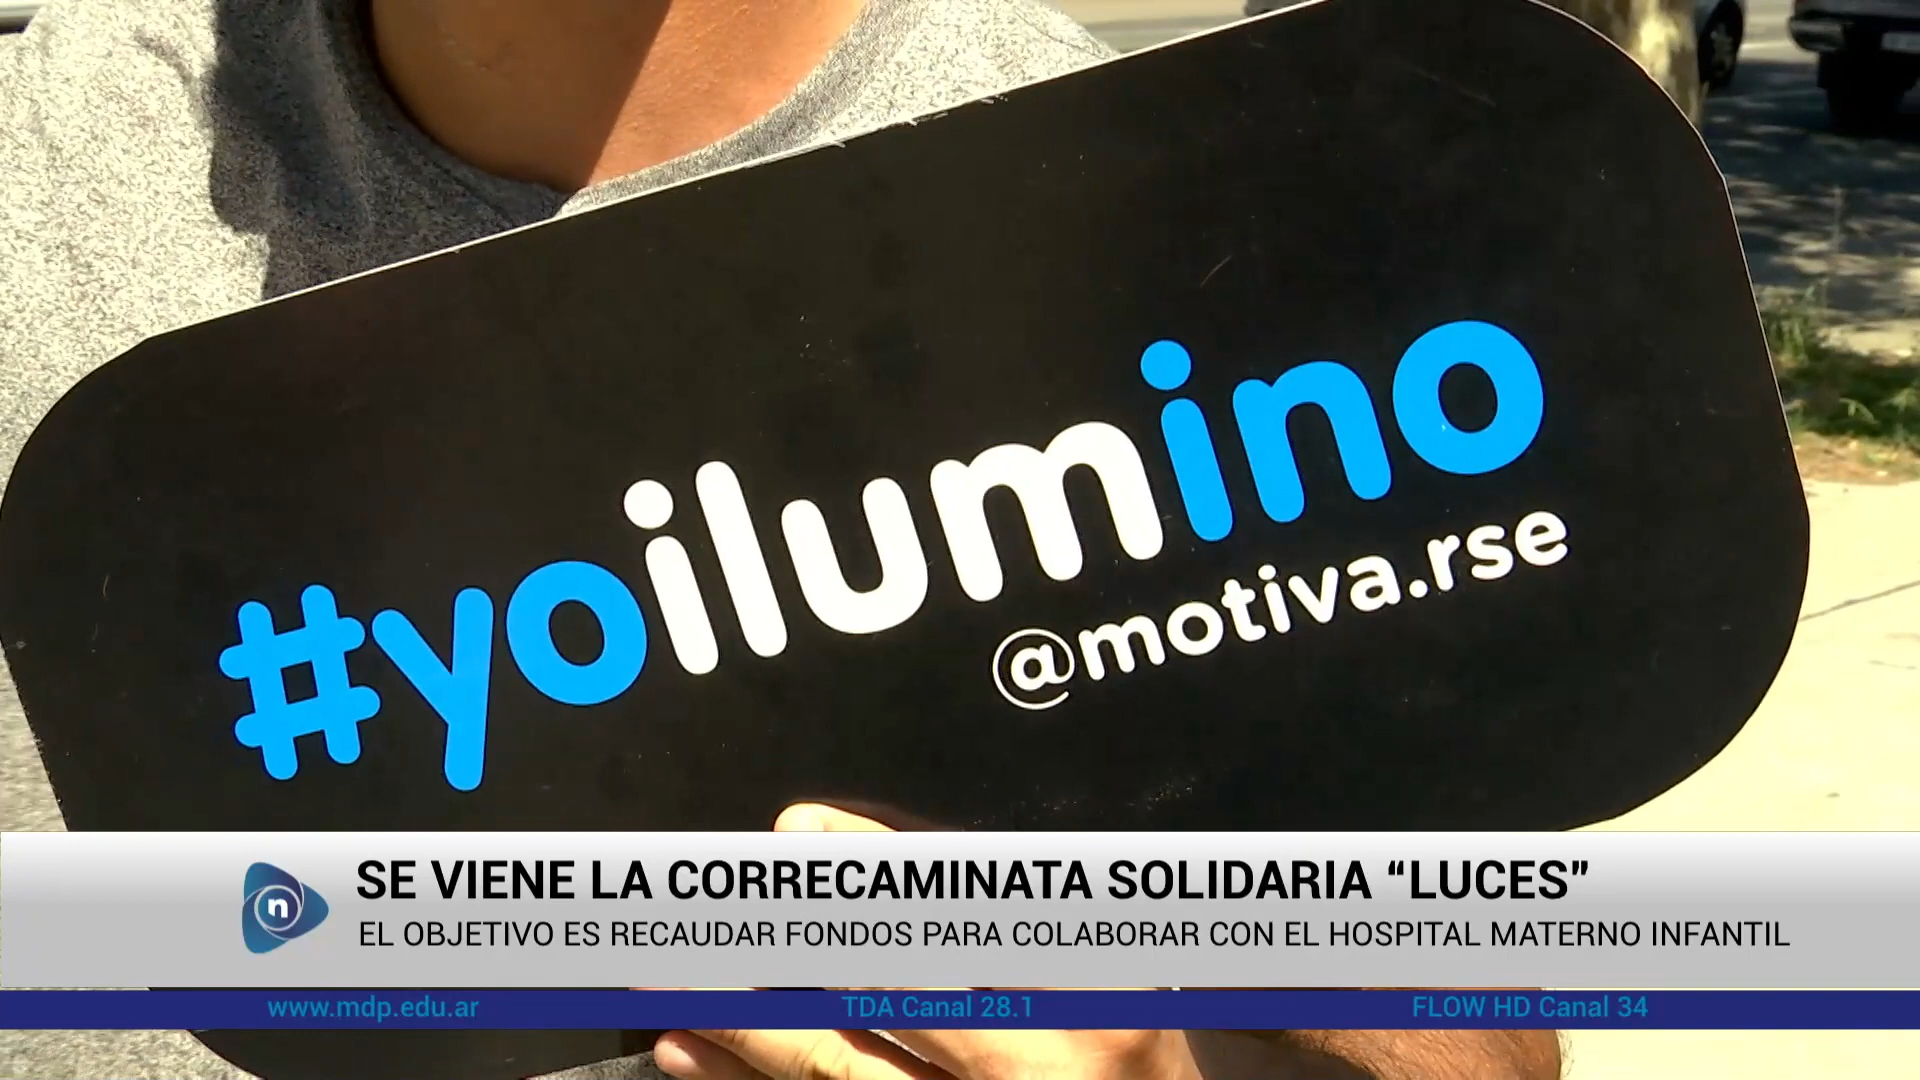 #yoilumino
@motiva.rse
n
SE VIENE LA CORRECAMINATA SOLIDARIA “LUCES”
EL OBJETIVO ES RECAUDAR FONDOS PARA COLABORAR CON EL HOSPITAL MATERNO INFANTIL
www.mdp.edu.ar TDA Canal 28.1 FLOW HD Canal 34